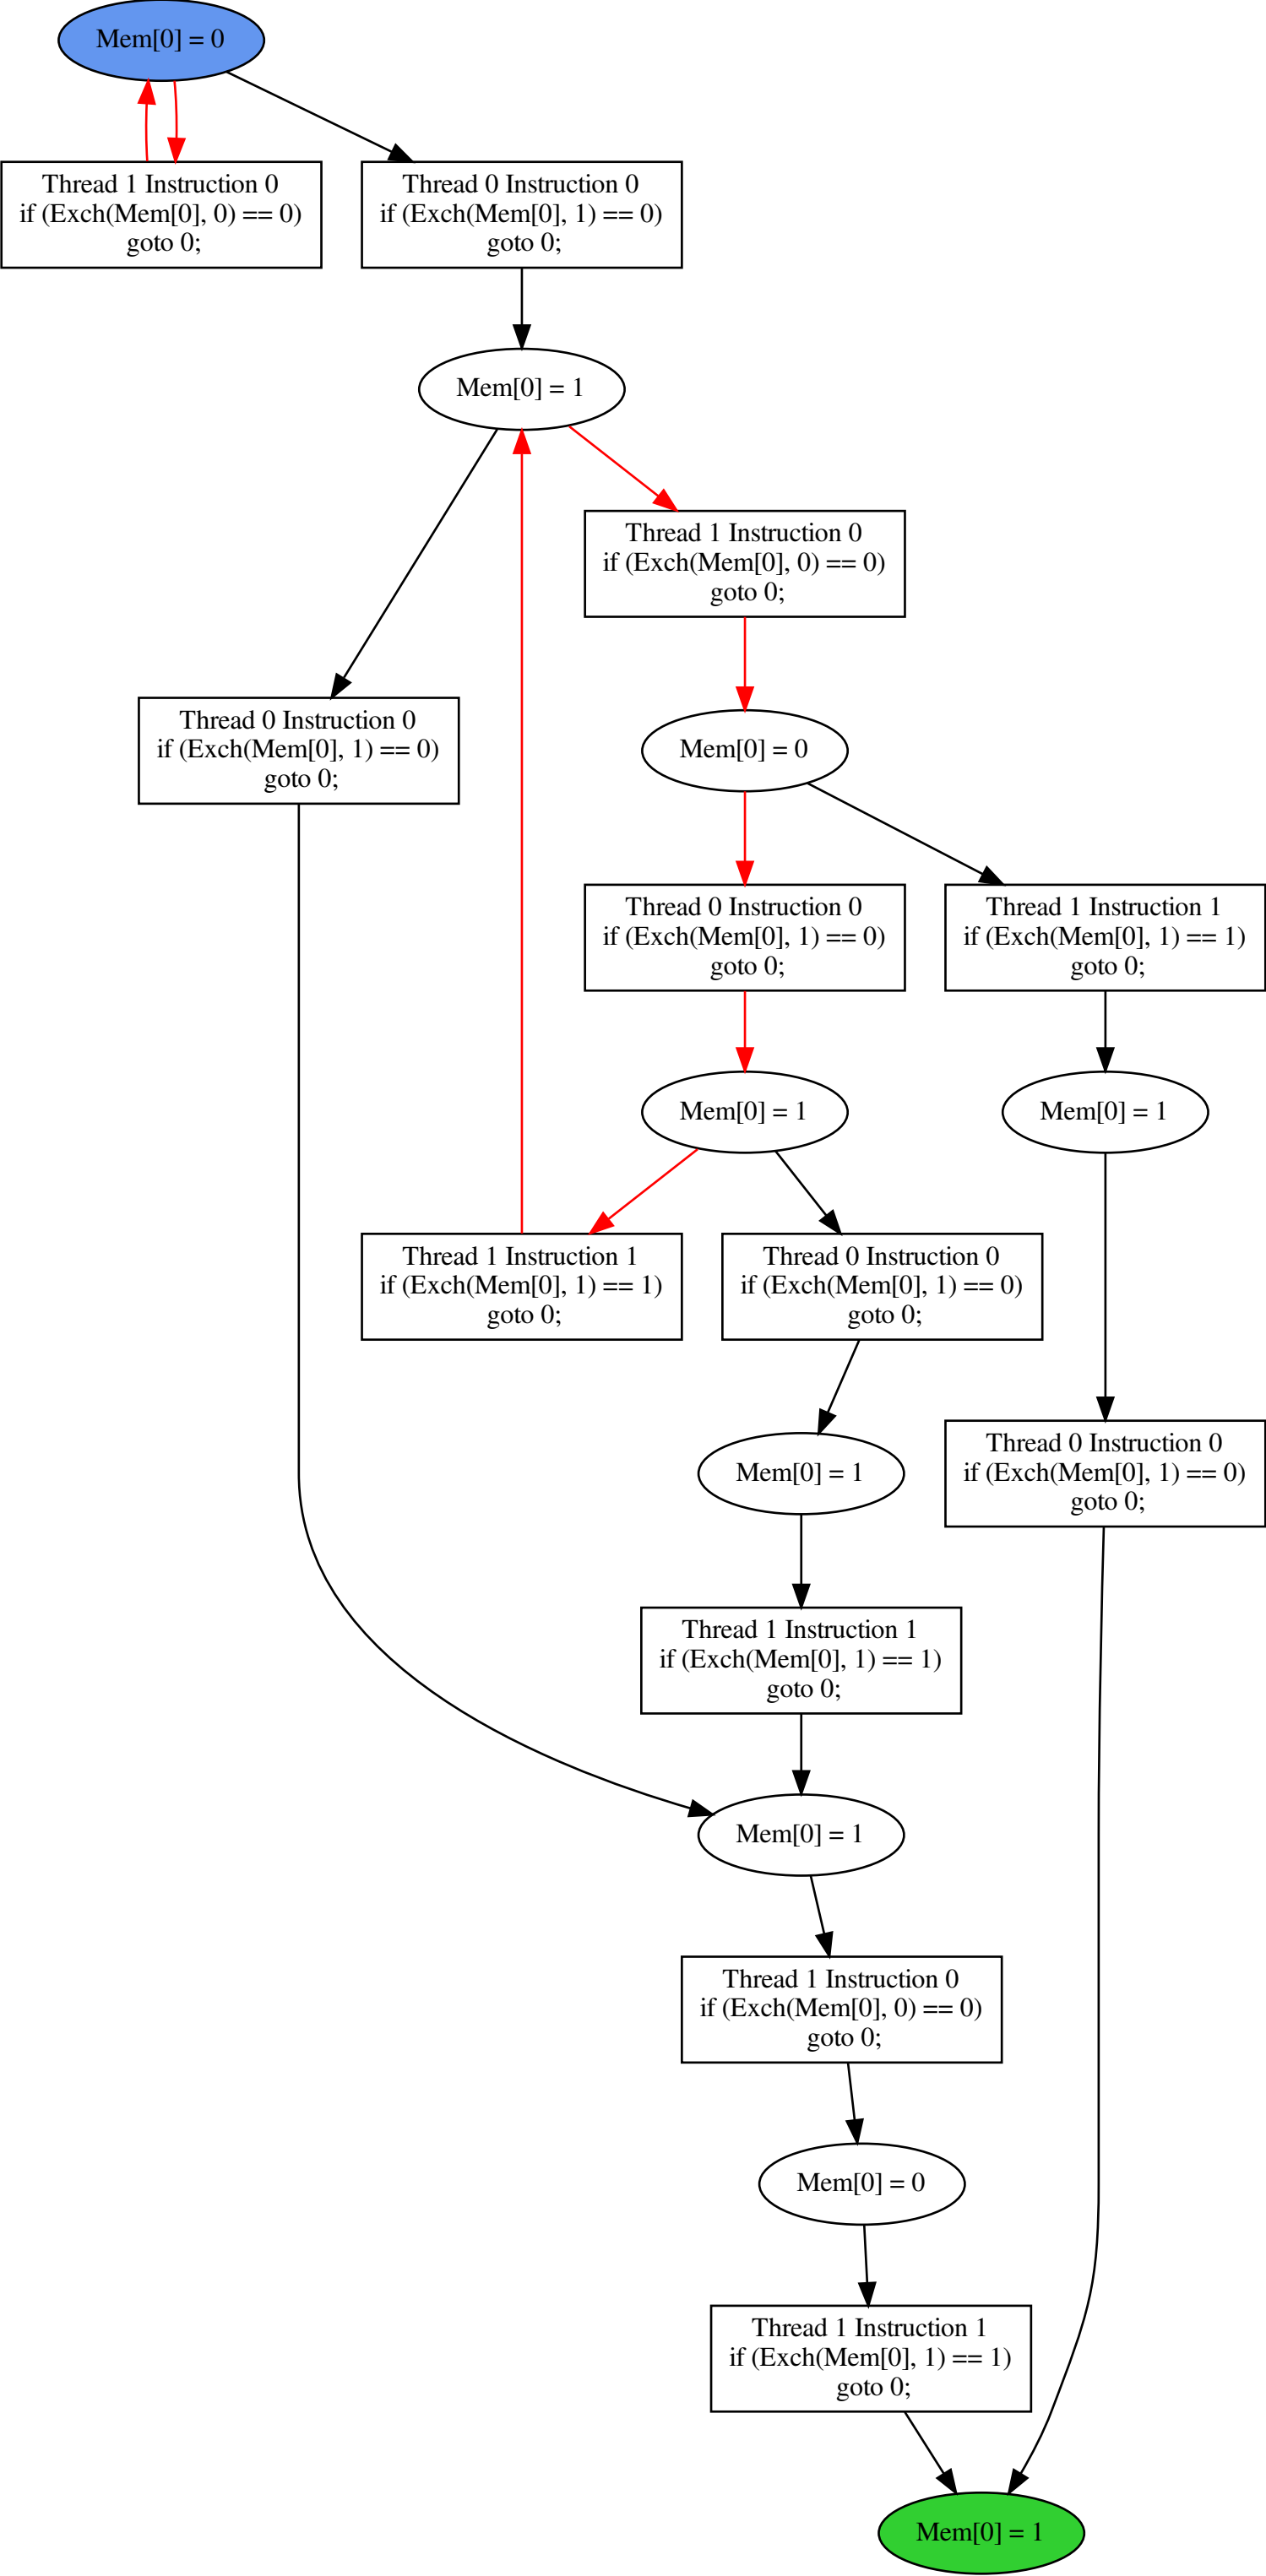 Mem[0] = 0
Thread 1 Instruction 0
if (Exch(Mem[0], 0) == 0)
goto 0;
Thread 0 Instruction 0
if (Exch(Mem[0], 1) == 0)
goto 0;
Mem[0] = 1
Thread 1 Instruction 0
if (Exch(Mem[0], 0) == 0)
goto 0;
Thread 0 Instruction 0
if (Exch(Mem[0], 1) == 0)
goto 0;
Mem[0] = 0
Thread 0 Instruction 0
if (Exch(Mem[0], 1) == 0)
goto 0;
Thread 1 Instruction 1
if (Exch(Mem[0], 1) == 1)
goto 0;
Mem[0] = 1
Mem[0] = 1
Thread 1 Instruction 1
if (Exch(Mem[0], 1) == 1)
goto 0;
Thread 0 Instruction 0
if (Exch(Mem[0], 1) == 0)
goto 0;
Mem[0] = 1
Thread 0 Instruction 0
if (Exch(Mem[0], 1) == 0)
goto 0;
Thread 1 Instruction 1
if (Exch(Mem[0], 1) == 1)
goto 0;
Mem[0] = 1
Thread 1 Instruction 0
if (Exch(Mem[0], 0) == 0)
goto 0;
Mem[0] = 0
Thread 1 Instruction 1
if (Exch(Mem[0], 1) == 1)
goto 0;
Mem[0] = 1